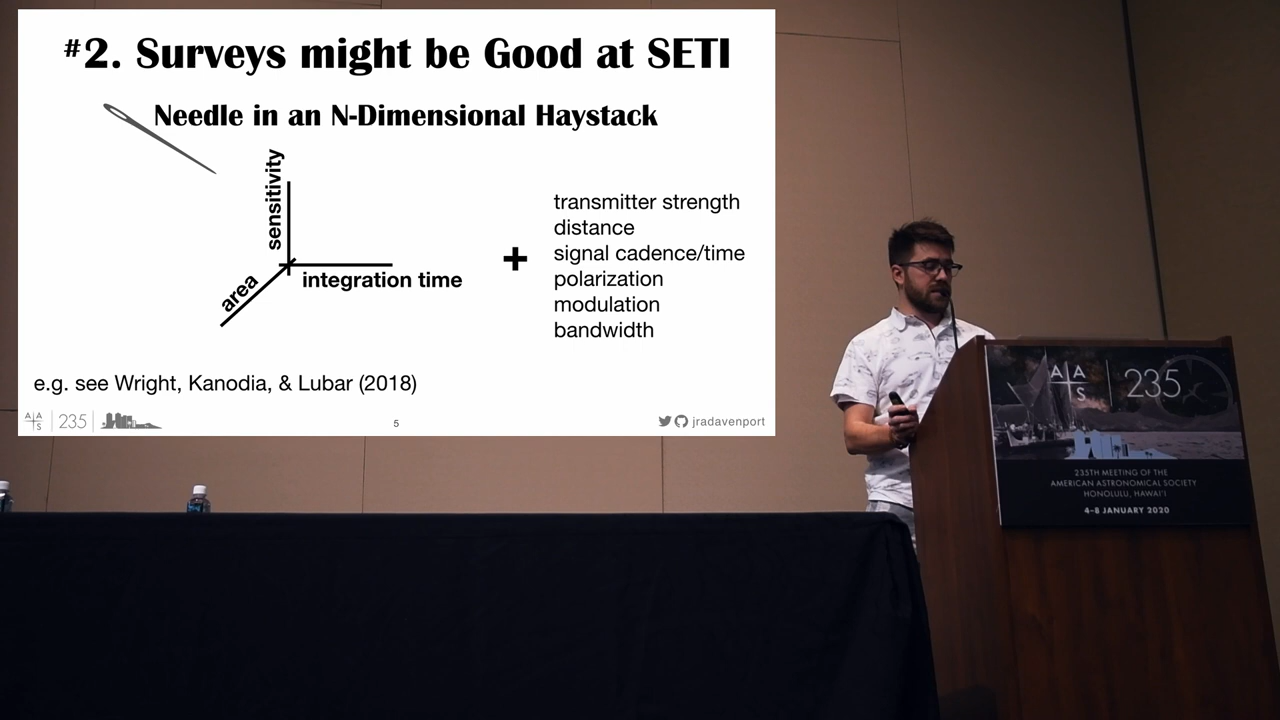 #2. Surveys might be Good at SETI
Needle in an N-Dimensional Haystack
sensitivity
area
integration time
+
transmitter strength
distance
signal cadence/time
polarization
modulation
bandwidth
e.g. see Wright, Kanodia, & Lubar (2018)
AAS 235
5
jradavenport
AAS 235
235TH MEETING OF THE
AMERICAN ASTRONOMICAL SOCIETY
HONOLULU, HAWAI'I
4–8 JANUARY 2020